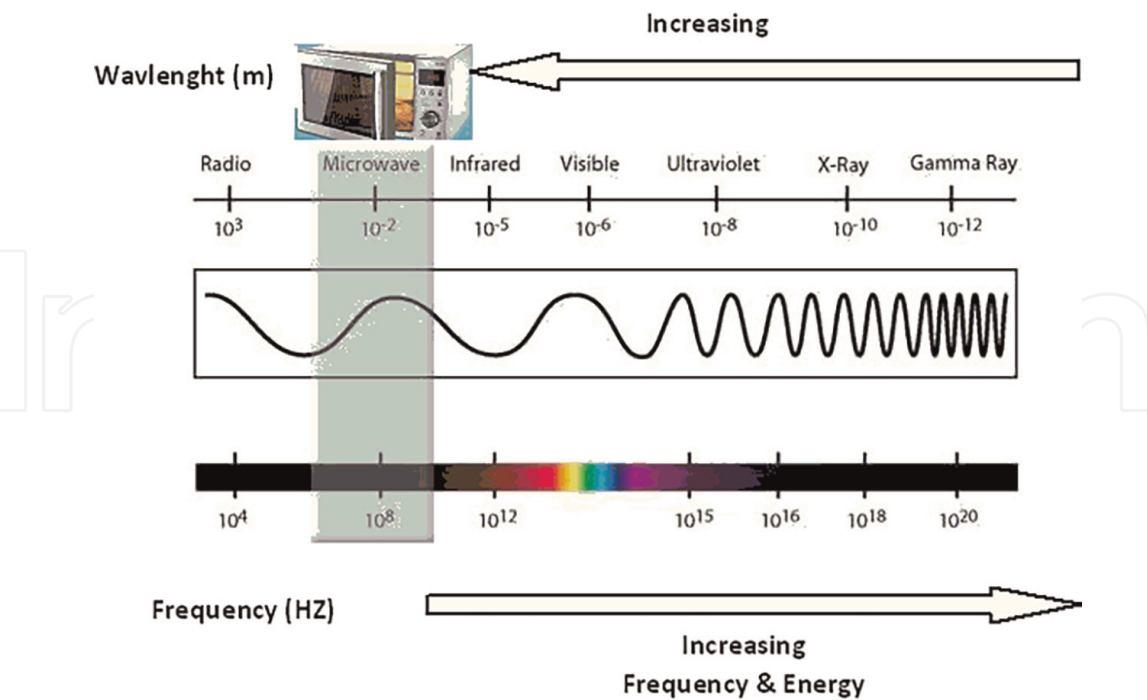 Increasing
Wavlenght (m)
Radio Microwave Infrared Visible Ultraviolet X-Ray Gamma Ray
10³ 10⁻² 10⁻⁵ 10⁻⁶ 10⁻⁸ 10⁻¹⁰ 10⁻¹²
10⁴ 10⁸ 10¹² 10¹⁵ 10¹⁶ 10¹⁸ 10²⁰
Frequency (HZ)
Increasing
Frequency & Energy